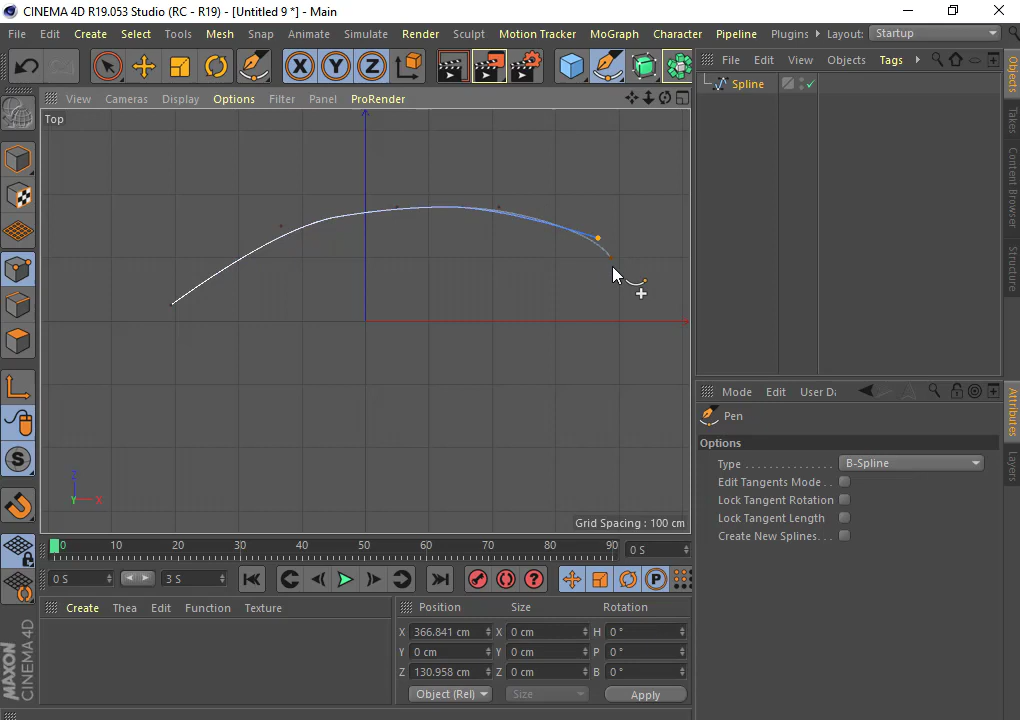 CINEMA 4D R19.053 Studio (RC - R19) - [Untitled 9 *] - Main
File Edit Create Select Tools Mesh Snap Animate Simulate Render Sculpt Motion Tracker MoGraph Character Pipeline Plugins Layout: Startup
X Y Z
File Edit View Objects Tags
View Cameras Display Options Filter Panel ProRender
Spline
Top
Objects
Takes
Content Browser
Structure
Z
Y X
Grid Spacing : 100 cm
S
Mode Edit User Da
Pen
Options
Type B-Spline
Edit Tangents Mode
Lock Tangent Rotation
Lock Tangent Length
Create New Splines
Attributes
Layers
0 10 20 30 40 50 60 70 80 90 0 S
0 S 3 S
P
Create Thea Edit Function Texture
Position Size Rotation
X 366.841 cm X 0 cm H 0 °
Y 0 cm Y 0 cm P 0 °
Z 130.958 cm Z 0 cm B 0 °
Object (Rel) Size Apply
MAXON CINEMA 4D